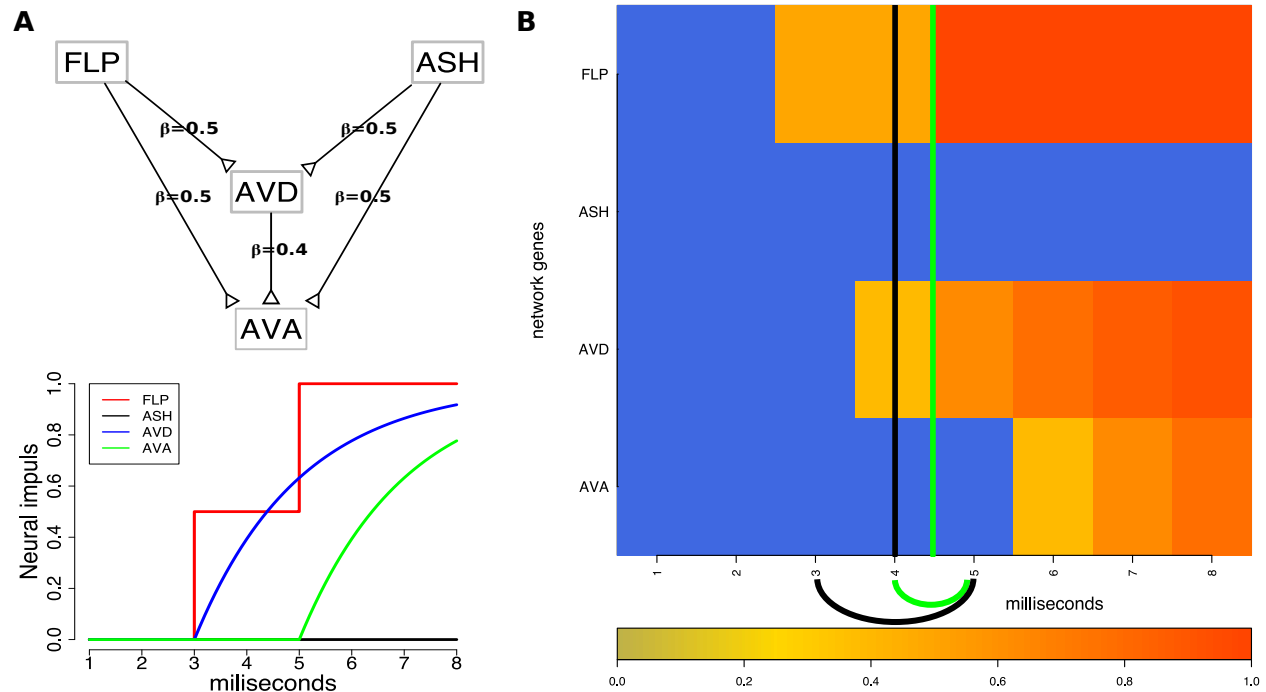 A
FLP
ASH
β=0.5
β=0.5
AVD
β=0.5
β=0.5
β=0.4
AVA
Neural impuls
0.0
0.2
0.4
0.6
0.8
1.0
FLP
ASH
AVD
AVA
1 2 3 4 5 6 7 8
miliseconds
B
network genes
FLP
ASH
AVD
AVA
1 2 3 4 5 6 7 8
milliseconds
0.0 0.2 0.4 0.6 0.8 1.0